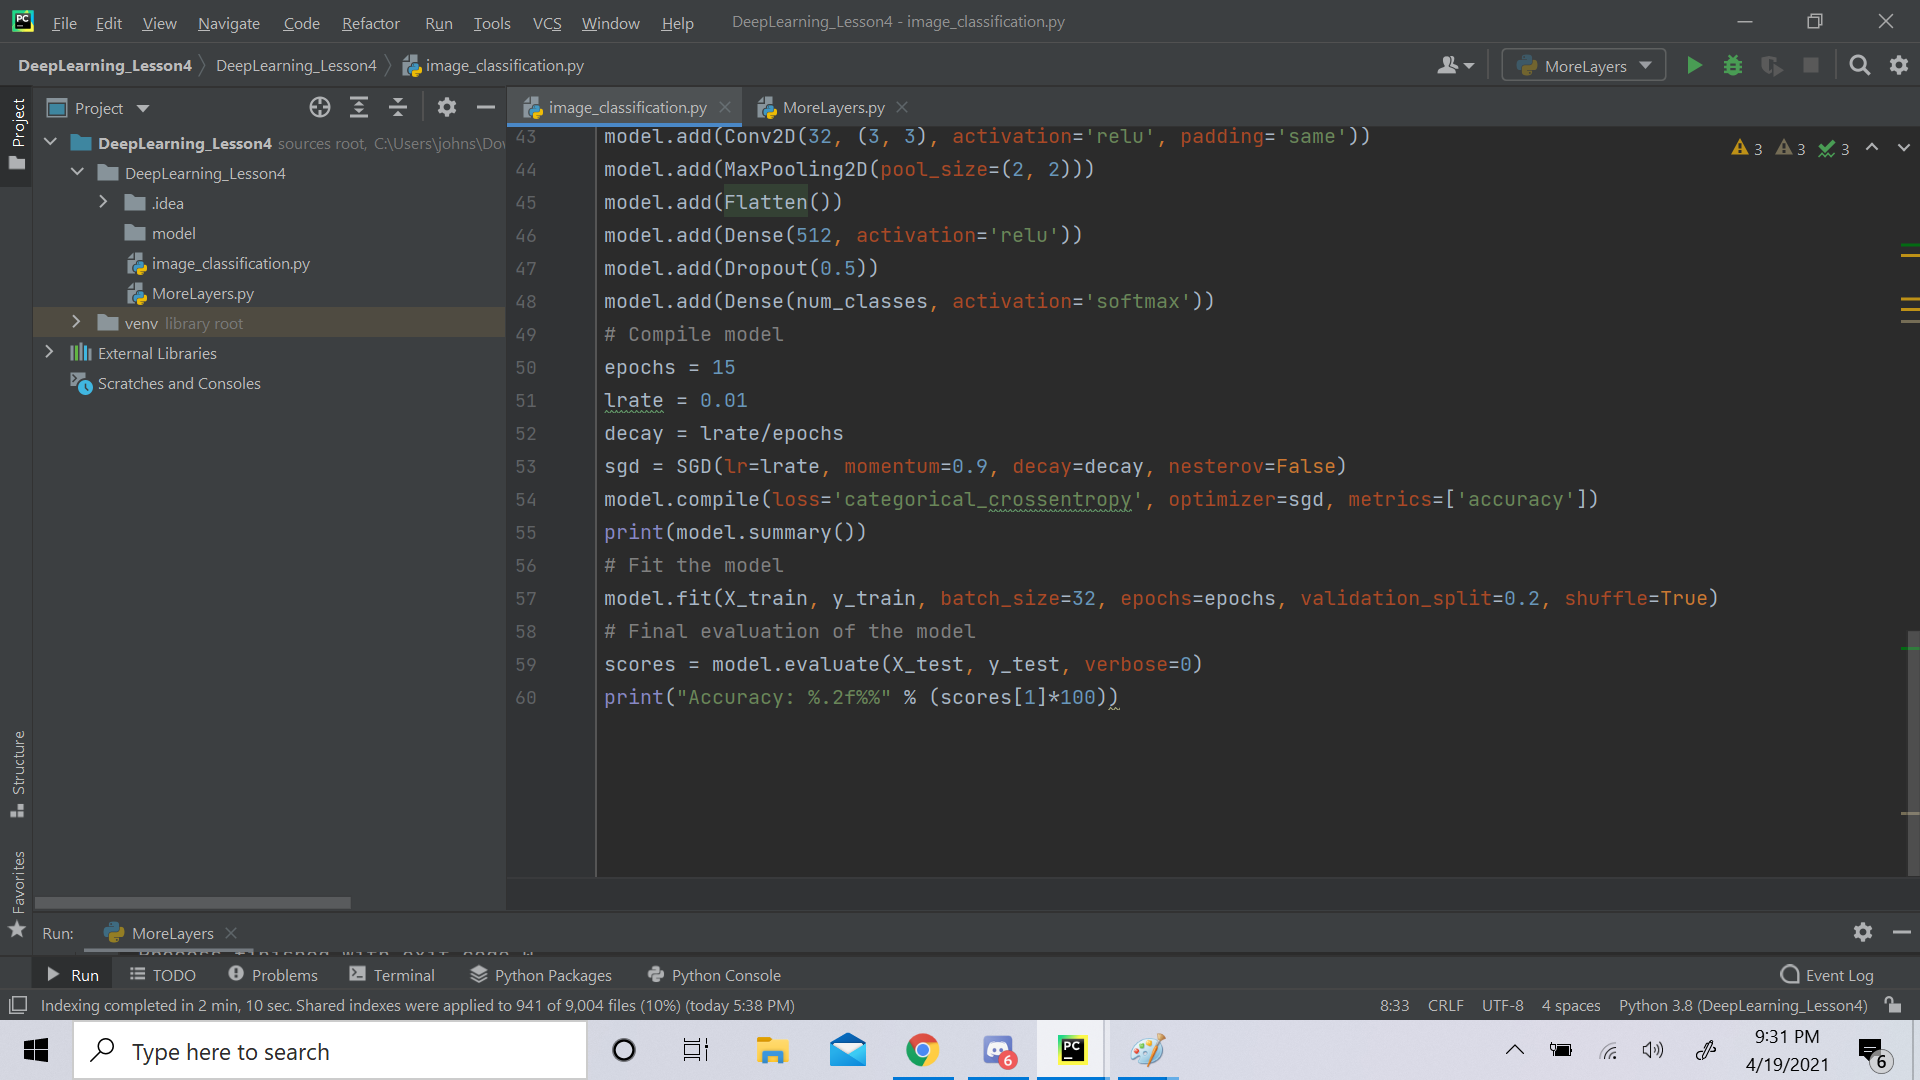 File Edit View Navigate Code Refactor Run Tools VCS Window Help DeepLearning_Lesson4 - image_classification.py
DeepLearning_Lesson4 DeepLearning_Lesson4 image_classification.py MoreLayers
Project
Project
image_classification.py
MoreLayers.py
DeepLearning_Lesson4 sources root, C:\Users\johns\Dov
DeepLearning_Lesson4
.idea
model
image_classification.py
MoreLayers.py
venv library root
External Libraries
Scratches and Consoles
3 3 3
43 model.add(Conv2D(32, (3, 3), activation='relu', padding='same'))
44 model.add(MaxPooling2D(pool_size=(2, 2)))
45 model.add(Flatten())
46 model.add(Dense(512, activation='relu'))
47 model.add(Dropout(0.5))
48 model.add(Dense(num_classes, activation='softmax'))
49 # Compile model
50 epochs = 15
51 lrate = 0.01
52 decay = lrate/epochs
53 sgd = SGD(lr=lrate, momentum=0.9, decay=decay, nesterov=False)
54 model.compile(loss='categorical_crossentropy', optimizer=sgd, metrics=['accuracy'])
55 print(model.summary())
56 # Fit the model
57 model.fit(X_train, y_train, batch_size=32, epochs=epochs, validation_split=0.2, shuffle=True)
58 # Final evaluation of the model
59 scores = model.evaluate(X_test, y_test, verbose=0)
60 print("Accuracy: %.2f%%" % (scores[1]*100))
Structure
Favorites
Run: MoreLayers
Process finished with exit code
Run TODO Problems Terminal Python Packages Python Console Event Log
Indexing completed in 2 min, 10 sec. Shared indexes were applied to 941 of 9,004 files (10%) (today 5:38 PM) 8:33 CRLF UTF-8 4 spaces Python 3.8 (DeepLearning_Lesson4)
Type here to search
PC
6
9:31 PM
4/19/2021
6